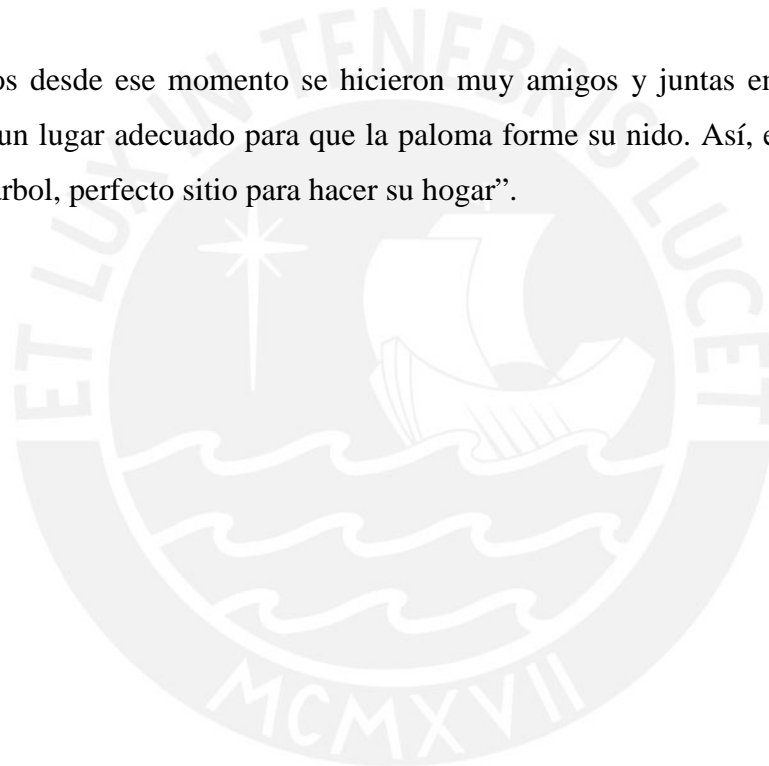 os desde ese momento se hicieron muy amigos y juntas en
un lugar adecuado para que la paloma forme su nido. Así, e
árbol, perfecto sitio para hacer su hogar”.
ET LUX IN TENEBRIS LUCET
MCMXVII